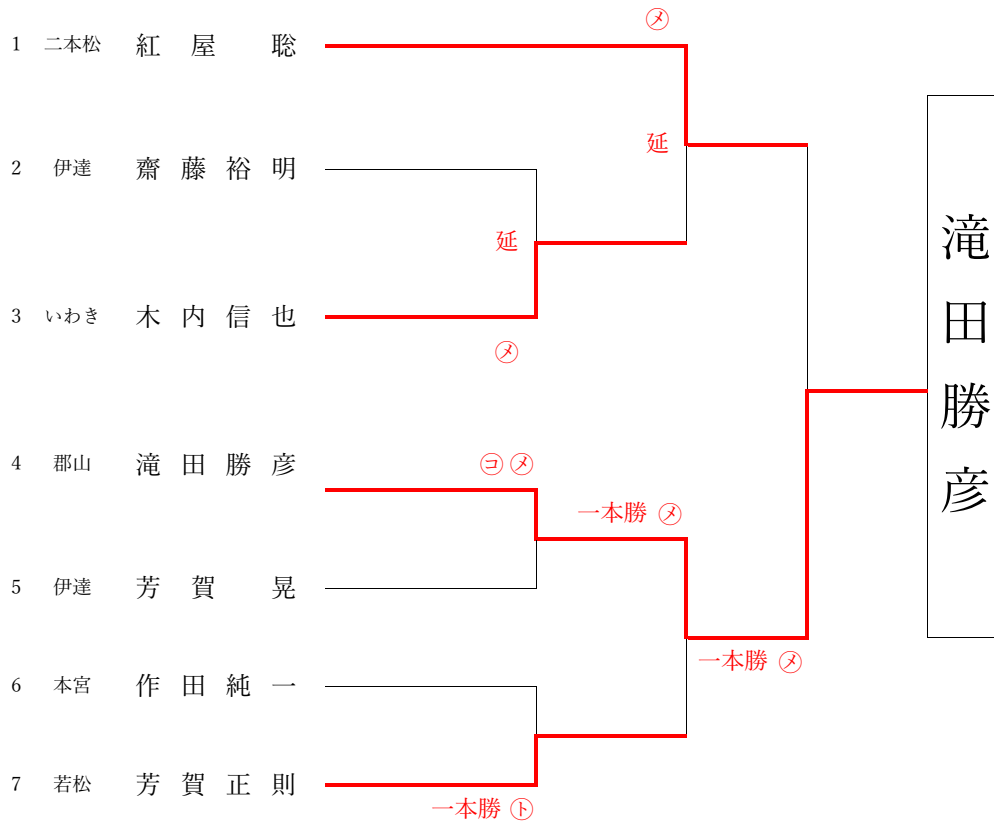 ㋱
1 二本松 紅屋 聡
延
2 伊達 齋藤裕明
延
3 いわき 木内信也
㋱
4 郡山 滝田勝彦
㋙㋱
一本勝 ㋱
5 伊達 芳賀 晃
一本勝 ㋱
6 本宮 作田純一
7 若松 芳賀正則
一本勝 ㋣
滝田勝彦